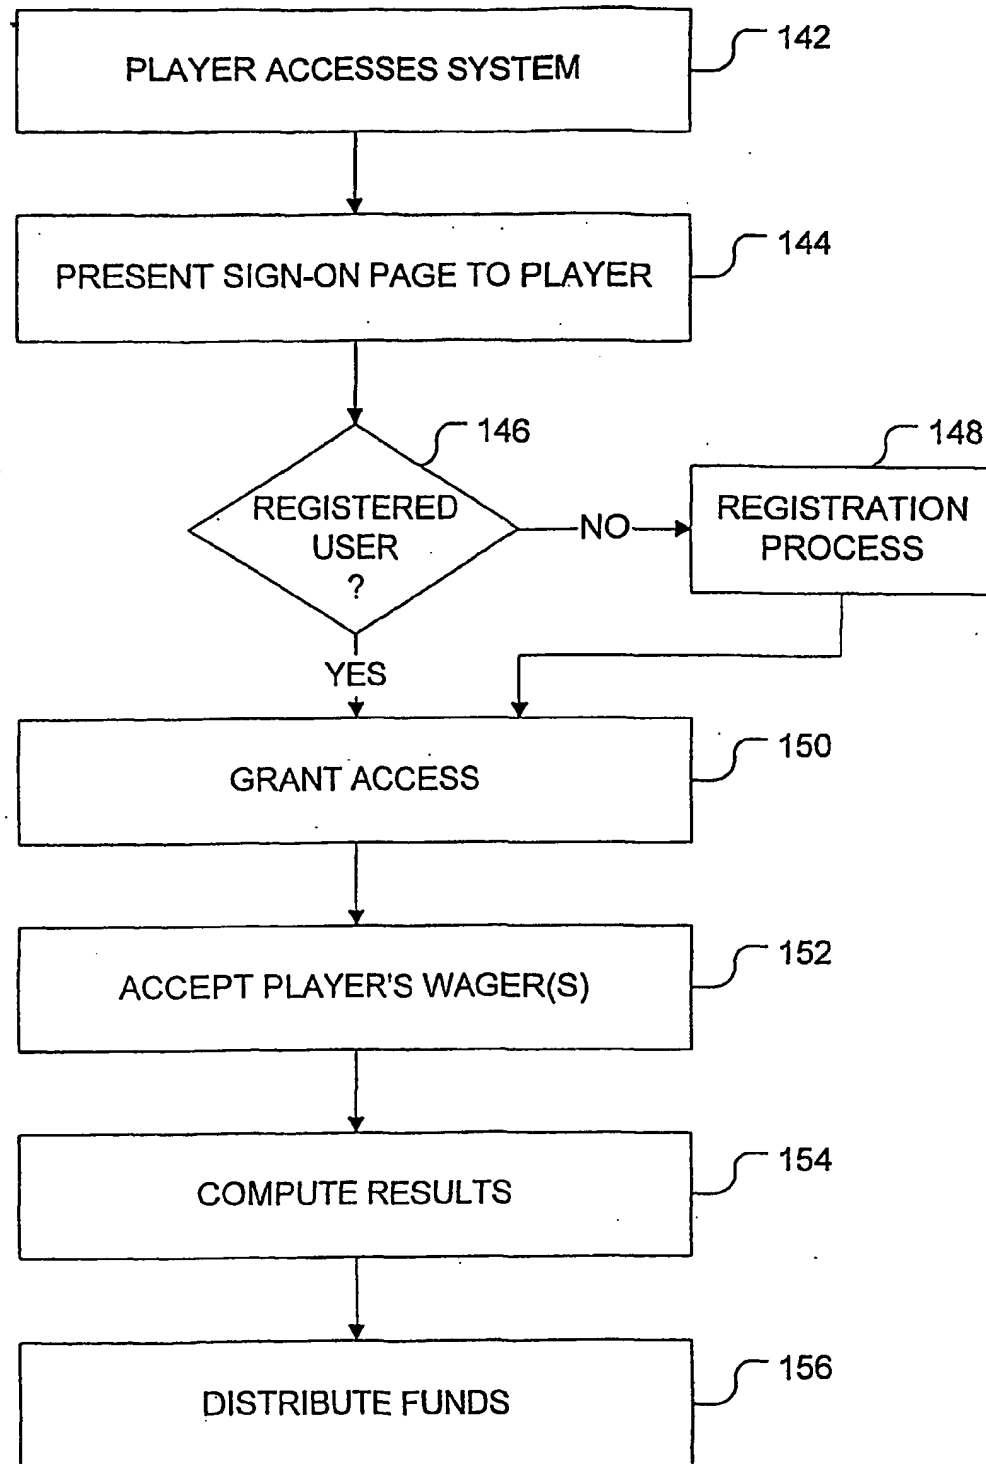 PLAYER ACCESSES SYSTEM
142
PRESENT SIGN-ON PAGE TO PLAYER
144
146
REGISTERED
USER
?
NO
148
REGISTRATION
PROCESS
YES
GRANT ACCESS
150
ACCEPT PLAYER'S WAGER(S)
152
COMPUTE RESULTS
154
DISTRIBUTE FUNDS
156